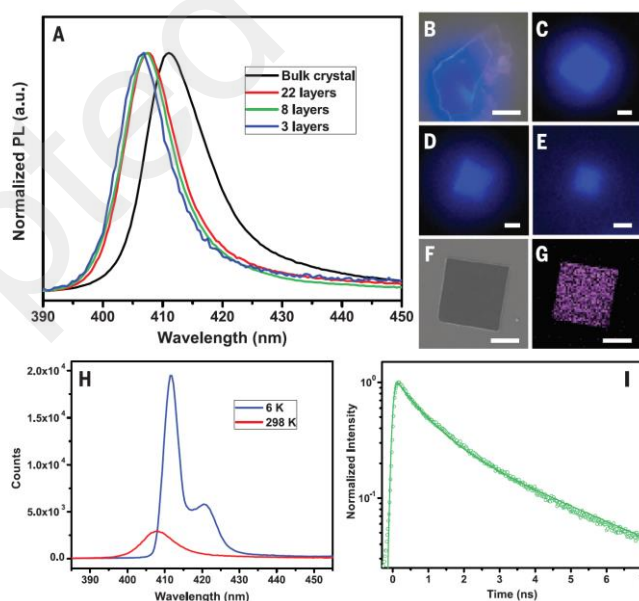 A
Normalized PL (a.u.)
Bulk crystal
22 layers
8 layers
3 layers
390 400 410 420 430 440 450
Wavelength (nm)
B
C
D
E
F
G
H
Counts
2.0x10⁴
1.5x10⁴
1.0x10⁴
5.0x10³
0.0
6 K
298 K
390 400 410 420 430 440 450
Wavelength (nm)
I
Normalized Intensity
10⁰
10⁻¹
0 1 2 3 4 5 6
Time (ns)